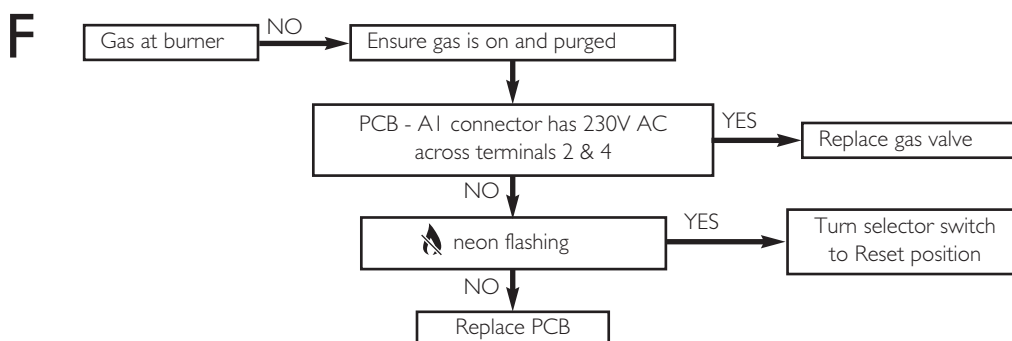 F
Gas at burner
NO
Ensure gas is on and purged
PCB - A1 connector has 230V AC
across terminals 2 & 4
YES
Replace gas valve
NO
neon flashing
YES
Turn selector switch
to Reset position
NO
Replace PCB